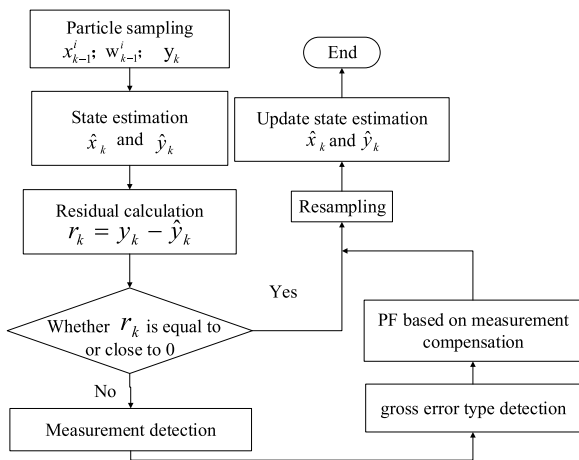 Particle sampling
x^i_{k-1}; w^i_{k-1}; y_k
State estimation
x̂_k and ŷ_k
Residual calculation
r_k = y_k − ŷ_k
Whether r_k is equal to
or close to 0
No
Measurement detection
gross error type detection
PF based on measurement
compensation
Yes
Resampling
Update state estimation
x̂_k and ŷ_k
End